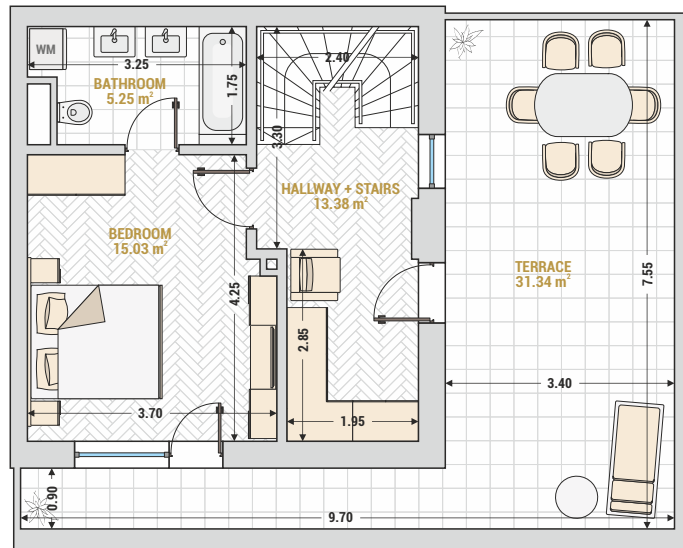 WM
3.25
BATHROOM
5.25 m²
1.75
2.40
3.30
HALLWAY + STAIRS
13.38 m²
BEDROOM
15.03 m²
4.25
TERRACE
31.34 m²
7.55
2.85
3.40
3.70
1.95
0.90
9.70